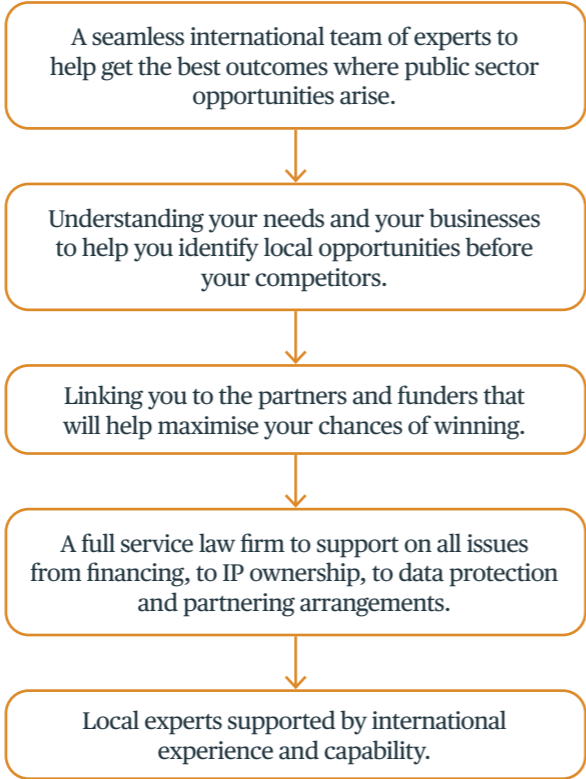 A seamless international team of experts to
help get the best outcomes where public sector
opportunities arise.
Understanding your needs and your businesses
to help you identify local opportunities before
your competitors.
Linking you to the partners and funders that
will help maximise your chances of winning.
A full service law firm to support on all issues
from financing, to IP ownership, to data protection
and partnering arrangements.
Local experts supported by international
experience and capability.